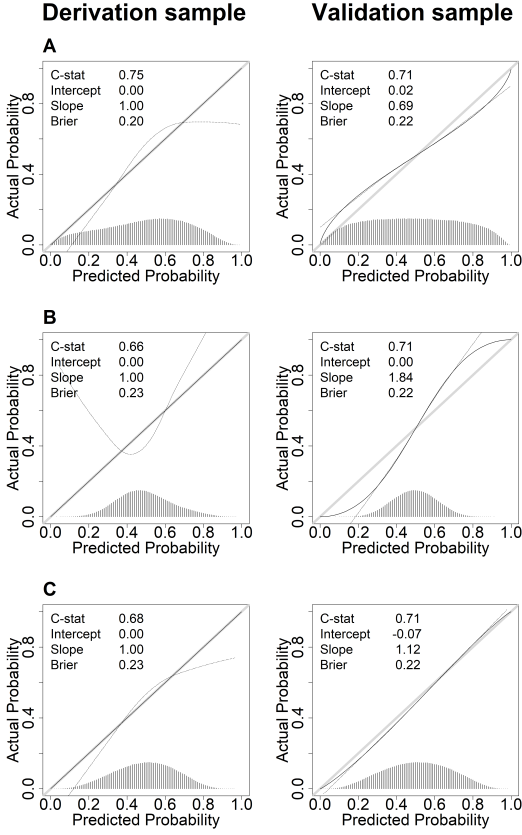 Derivation sample Validation sample
A
C-stat 0.75
Intercept 0.00
Slope 1.00
Brier 0.20
Actual Probability
0.0 0.4 0.8
0.0 0.2 0.4 0.6 0.8 1.0
Predicted Probability
C-stat 0.71
Intercept 0.02
Slope 0.69
Brier 0.22
Actual Probability
0.0 0.4 0.8
0.0 0.2 0.4 0.6 0.8 1.0
Predicted Probability
B
C-stat 0.66
Intercept 0.00
Slope 1.00
Brier 0.23
Actual Probability
0.0 0.4 0.8
0.0 0.2 0.4 0.6 0.8 1.0
Predicted Probability
C-stat 0.71
Intercept 0.00
Slope 1.84
Brier 0.22
Actual Probability
0.0 0.4 0.8
0.0 0.2 0.4 0.6 0.8 1.0
Predicted Probability
C
C-stat 0.68
Intercept 0.00
Slope 1.00
Brier 0.23
Actual Probability
0.0 0.4 0.8
0.0 0.2 0.4 0.6 0.8 1.0
Predicted Probability
C-stat 0.71
Intercept -0.07
Slope 1.12
Brier 0.22
Actual Probability
0.0 0.4 0.8
0.0 0.2 0.4 0.6 0.8 1.0
Predicted Probability